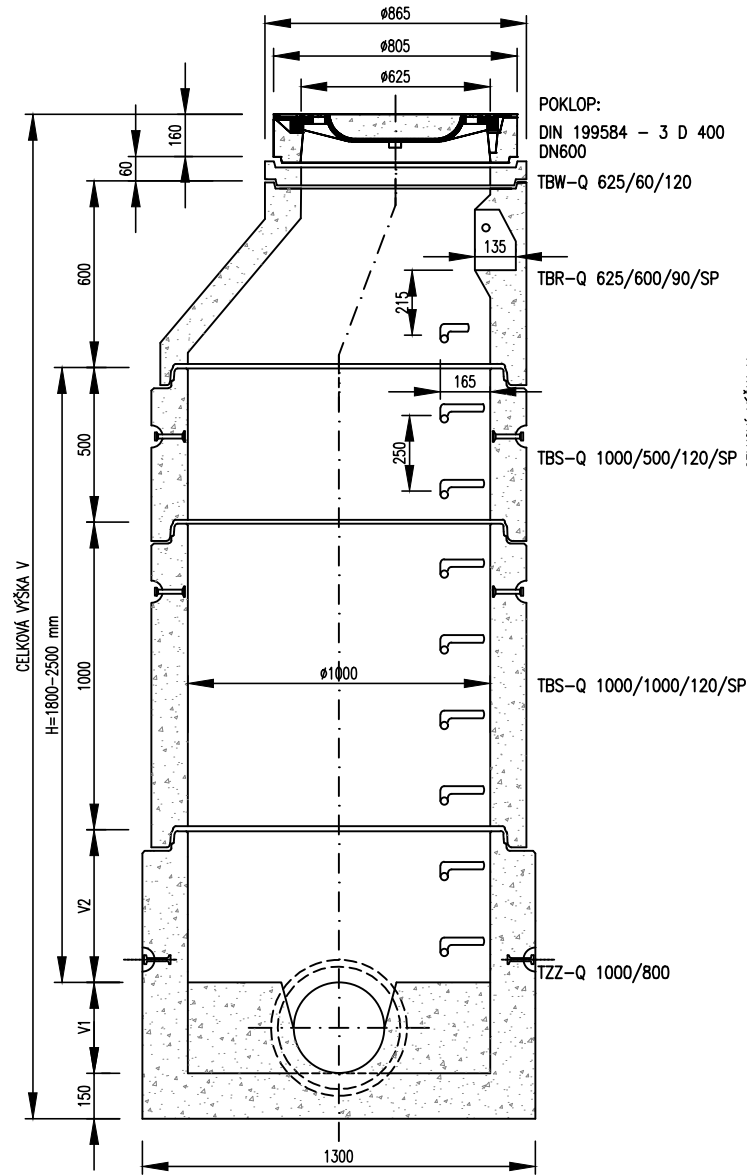 ø865
ø805
ø625
POKLOP:
DIN 199584 - 3 D 400
DN600
160
60
TBW-Q 625/60/120
600
135
TBR-Q 625/600/90/SP
215
165
500
250
TBS-Q 1000/500/120/SP
CELKOVÁ VÝŠKA V
H=1800-2500 mm
1000
ø1000
TBS-Q 1000/1000/120/SP
V2
TZZ-Q 1000/800
V1
150
1300